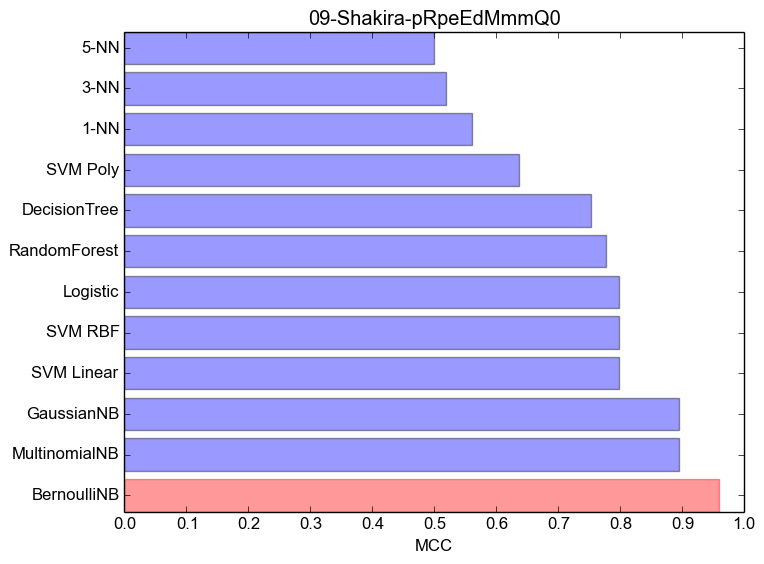 09-Shakira-pRpeEdMmmQ0
5-NN
3-NN
1-NN
SVM Poly
DecisionTree
RandomForest
Logistic
SVM RBF
SVM Linear
GaussianNB
MultinomialNB
BernoulliNB
0.0 0.1 0.2 0.3 0.4 0.5 0.6 0.7 0.8 0.9 1.0
MCC